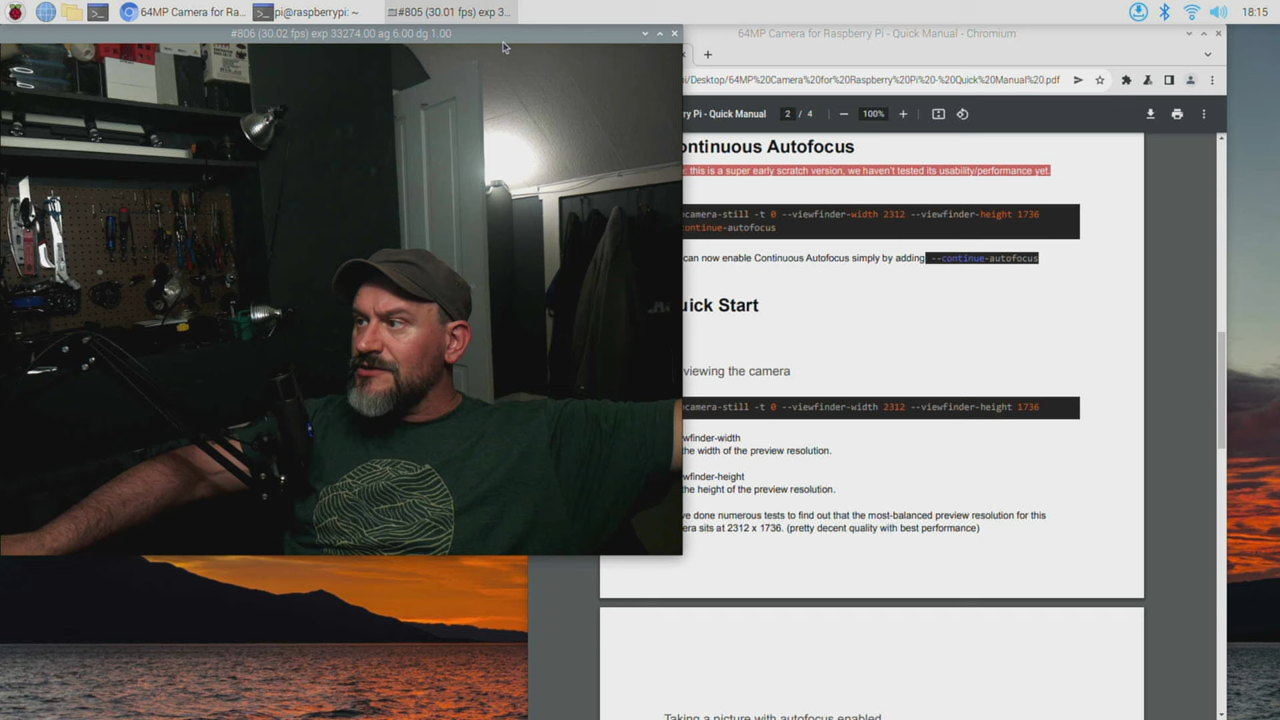 64MP Camera for Ra...
pi@raspberrypi: ~
#805 (30.01 fps) exp 3...
18:15
#806 (30.02 fps) exp 33274.00 ag 6.00 dg 1.00
64MP Camera for Raspberry Pi - Quick Manual - Chromium
pi/Desktop/64MP%20Camera%20for%20Raspberry%20Pi%20-%20Quick%20Manual%20.pdf
ry Pi - Quick Manual
2 / 4
100%
ontinuous Autofocus
: this is a super early scratch version, we haven't tested its usability/performance yet.
camera-still -t 0 --viewfinder-width 2312 --viewfinder-height 1736
continue-autofocus
can now enable Continuous Autofocus simply by adding --continue-autofocus
uick Start
viewing the camera
camera-still -t 0 --viewfinder-width 2312 --viewfinder-height 1736
wfinder-width
the width of the preview resolution.
wfinder-height
the height of the preview resolution.
ve done numerous tests to find out that the most-balanced preview resolution for this
era sits at 2312 x 1736. (pretty decent quality with best performance)
Taking a picture with autofocus enabled